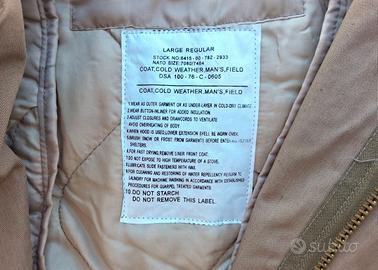 LARGE REGULAR
STOCK NO:8415-00-782-2933
NATO SIZE:7080/7484
COAT,COLD WEATHER,MAN'S,FIELD
DSA 100-76-C-0605
COAT,COLD WEATHER,MAN'S,FIELD
1.WEAR AS OUTER GARMENT OR AS UNDER-LAYER IN COLD-DRY CLIMATE
2.WEAR BUTTON-IN LINER FOR ADDED INSULATION.
3.ADJUST CLOSURES AND DRAWCORDS TO VENTILATE
AVOID OVERHEATING OF BODY.
4.WHEN HOOD IS USED,LOWER EXTENSION SHELL BE WORN OVER.
5.BRUSH SNOW OR FROST FROM GARMENTS BEFORE ENTERING
SHELTERS.
6.FOR FAST DRYING,REMOVE LINER FRONT COAT.
7.DO NOT EXPOSE TO HIGH TEMPERATURE OF A STOVE.
8.LUBRICATE SLIDE FASTENERS WITH WAX.
9.FOR CLEANING AND RESTORING OF WATER REPELLENCY RETURN TO
LAUNDRY FOR MACHINE WASHING IN ACCORDANCE WITH ESTABLISHED
PROCEDURES FOR QUARPEL TREATED GARMENTS.
10.DO NOT STARCH
DO NOT REMOVE THIS LABEL.
subito